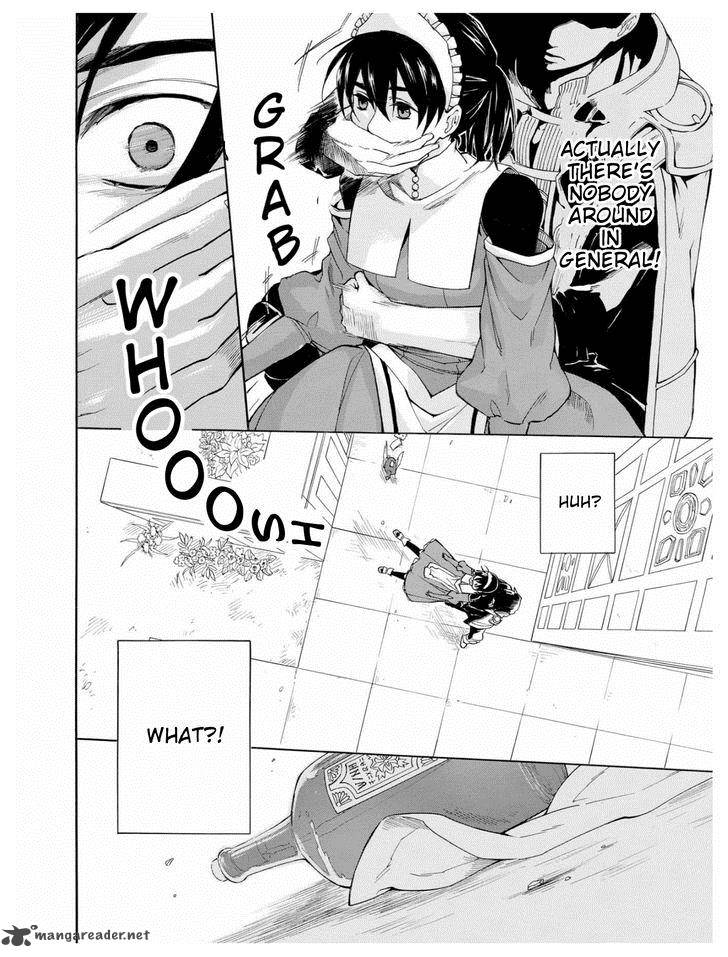 ACTUALLY
THERE'S
NOBODY
AROUND
IN
GENERAL!
GRAB
WHOOOSH
HUH?
WHAT?!
mangareader.net